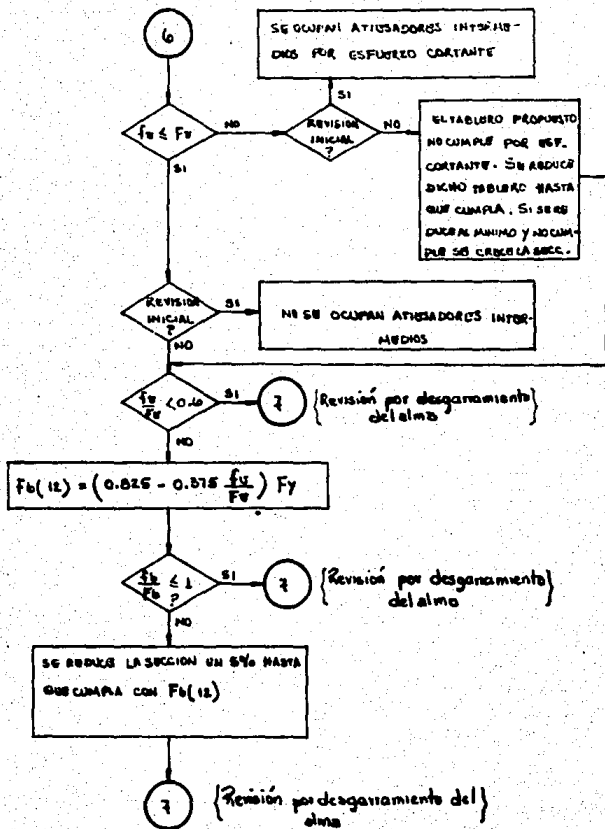 6
SE OCUPAN ATIESADORES INTERME-
DIOS POR ESFUERZO CORTANTE
SI
fv ≤ Fv
NO
REVISION
INICIAL
?
NO
EL TABLERO PROPUESTO
NO CUMPLE POR ESF.
CORTANTE. SE REDUCE
DICHO TABLERO HASTA
QUE CUMPLA. SI SE RE
DUCE AL MINIMO Y NO CUM-
PLE SE CRECE LA SECC.
SI
REVISION
INICIAL
?
SI
NO SE OCUPAN ATIESADORES INTER-
MEDIOS
NO
fv/Fv < 0.6
SI
7
{Revisión por desgarramiento}
del alma
NO
Fb(12) = (0.825 - 0.375 fv/Fv) Fy
fb/Fb ≤ 1
?
SI
7
{Revisión por desgarramiento}
del alma
NO
SE REDUCE LA SECCION UN 5% HASTA
QUE CUMPLA CON Fb(12)
7
{Revisión por desgarramiento del}
alma